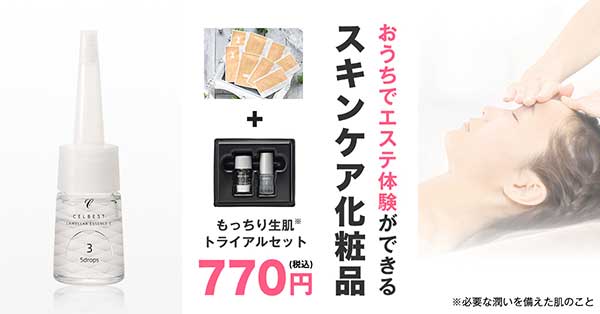 おうちでエステ体験ができる
スキンケア化粧品
+
もっちり生肌※
トライアルセット
770円(税込)
CELBEST
LAMELLAR ESSENCE C
3
5drops
※必要な潤いを備えた肌のこと